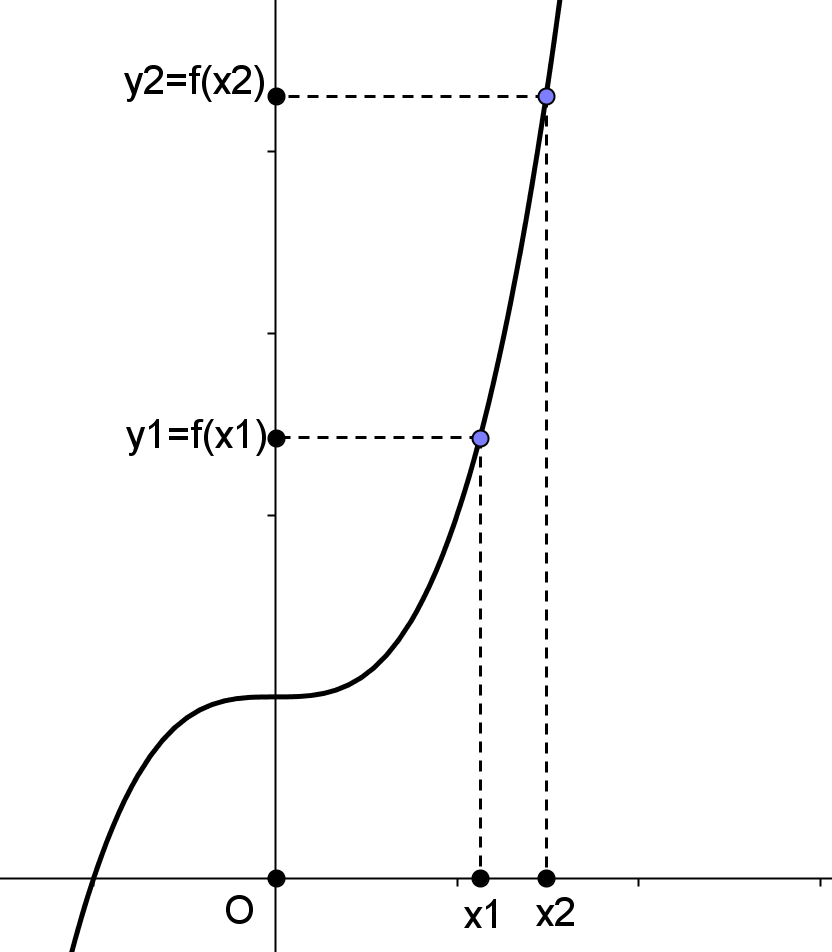 y2=f(x2)
y1=f(x1)
O
x1
x2